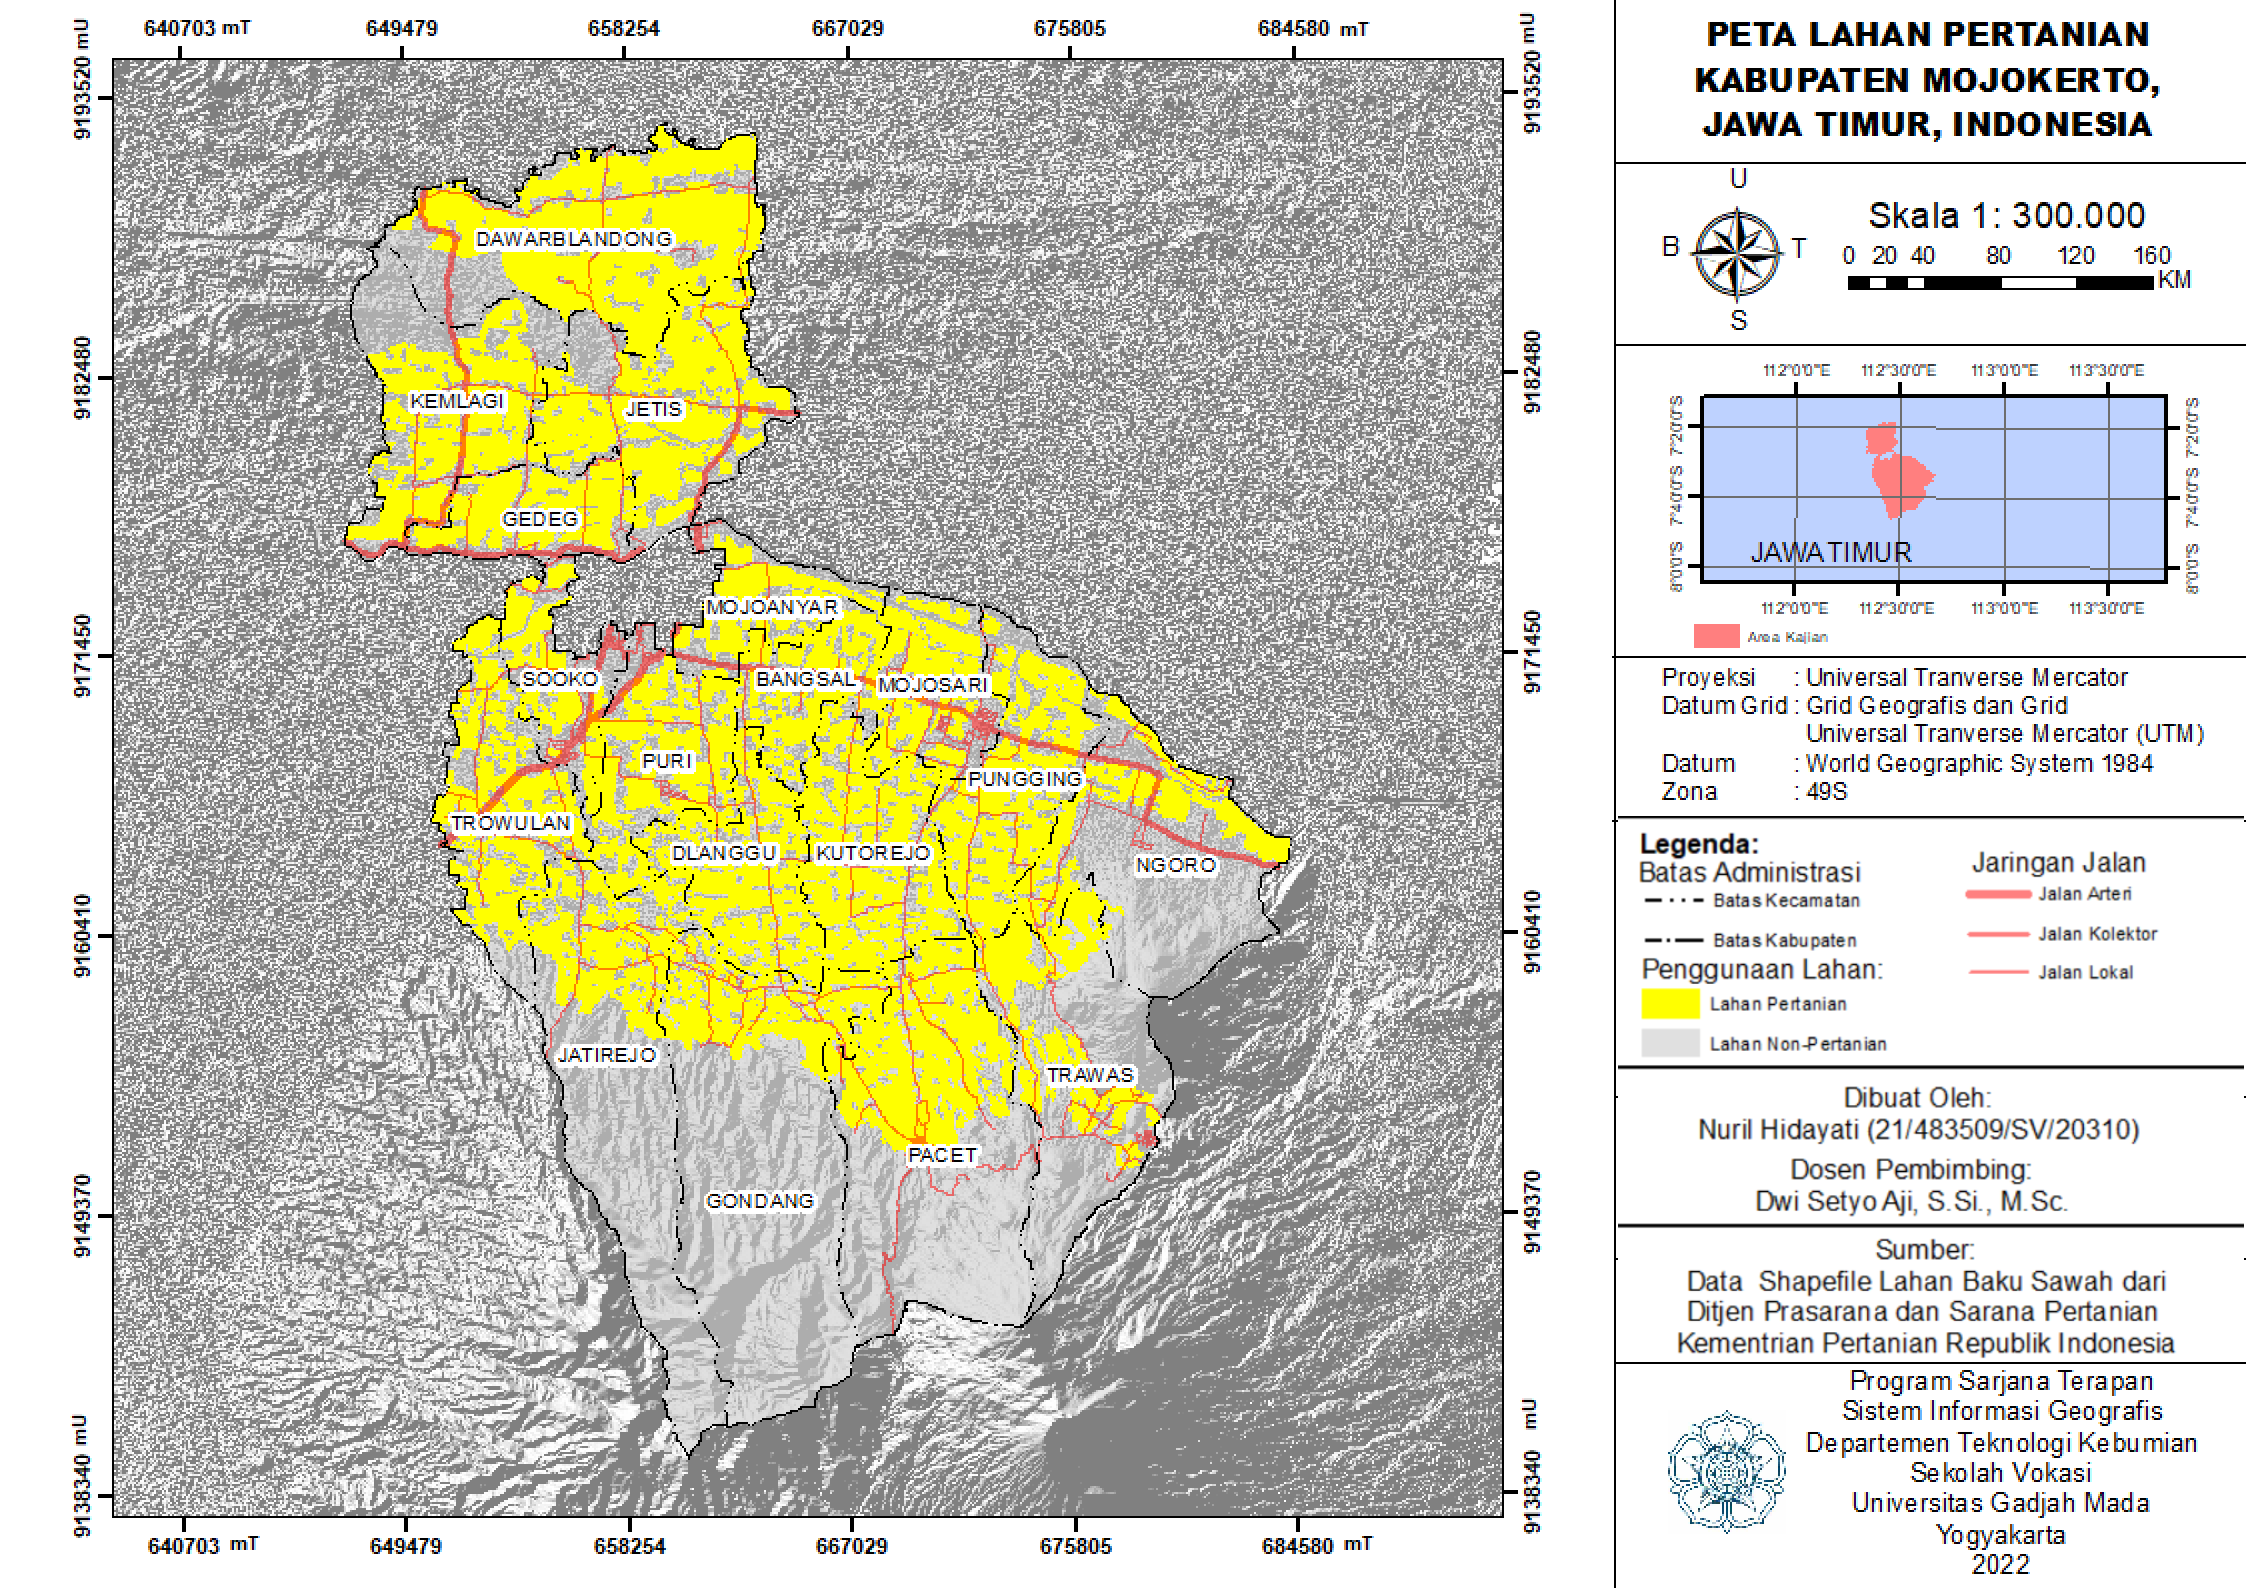 640703 mT 649479 658254 667029 675805 684580 mT
9193520 mU
9182480
9171450
9160410
9149370
9138340 mU
9193520 mU
9182480
9171450
9160410
9149370
9138340 mU
640703 mT 649479 658254 667029 675805 684580 mT
DAWARBLANDONG
KEMLAGI
JETIS
GEDEG
MOJOANYAR
SOOKO
BANGSAL
MOJOSARI
PURI
PUNGGING
TROWULAN
DLANGGU
KUTOREJO
NGORO
JATIREJO
TRAWAS
PACET
GONDANG
PETA LAHAN PERTANIAN
KABUPATEN MOJOKERTO,
JAWA TIMUR, INDONESIA
U
B T
S
Skala 1: 300.000
0 20 40 80 120 160
KM
112°0'0"E 112°30'0"E 113°0'0"E 113°30'0"E
7°20'0"S
7°40'0"S
8°0'0"S
7°20'0"S
7°40'0"S
8°0'0"S
JAWA TIMUR
112°0'0"E 112°30'0"E 113°0'0"E 113°30'0"E
Area Kajian
Proyeksi : Universal Tranverse Mercator
Datum Grid : Grid Geografis dan Grid
Universal Tranverse Mercator (UTM)
Datum : World Geographic System 1984
Zona : 49S
Legenda:
Batas Administrasi
Batas Kecamatan
Batas Kabupaten
Penggunaan Lahan:
Lahan Pertanian
Lahan Non-Pertanian
Jaringan Jalan
Jalan Arteri
Jalan Kolektor
Jalan Lokal
Dibuat Oleh:
Nuril Hidayati (21/483509/SV/20310)
Dosen Pembimbing:
Dwi Setyo Aji, S.Si., M.Sc.
Sumber:
Data Shapefile Lahan Baku Sawah dari
Ditjen Prasarana dan Sarana Pertanian
Kementrian Pertanian Republik Indonesia
Program Sarjana Terapan
Sistem Informasi Geografis
Departemen Teknologi Kebumian
Sekolah Vokasi
Universitas Gadjah Mada
Yogyakarta
2022